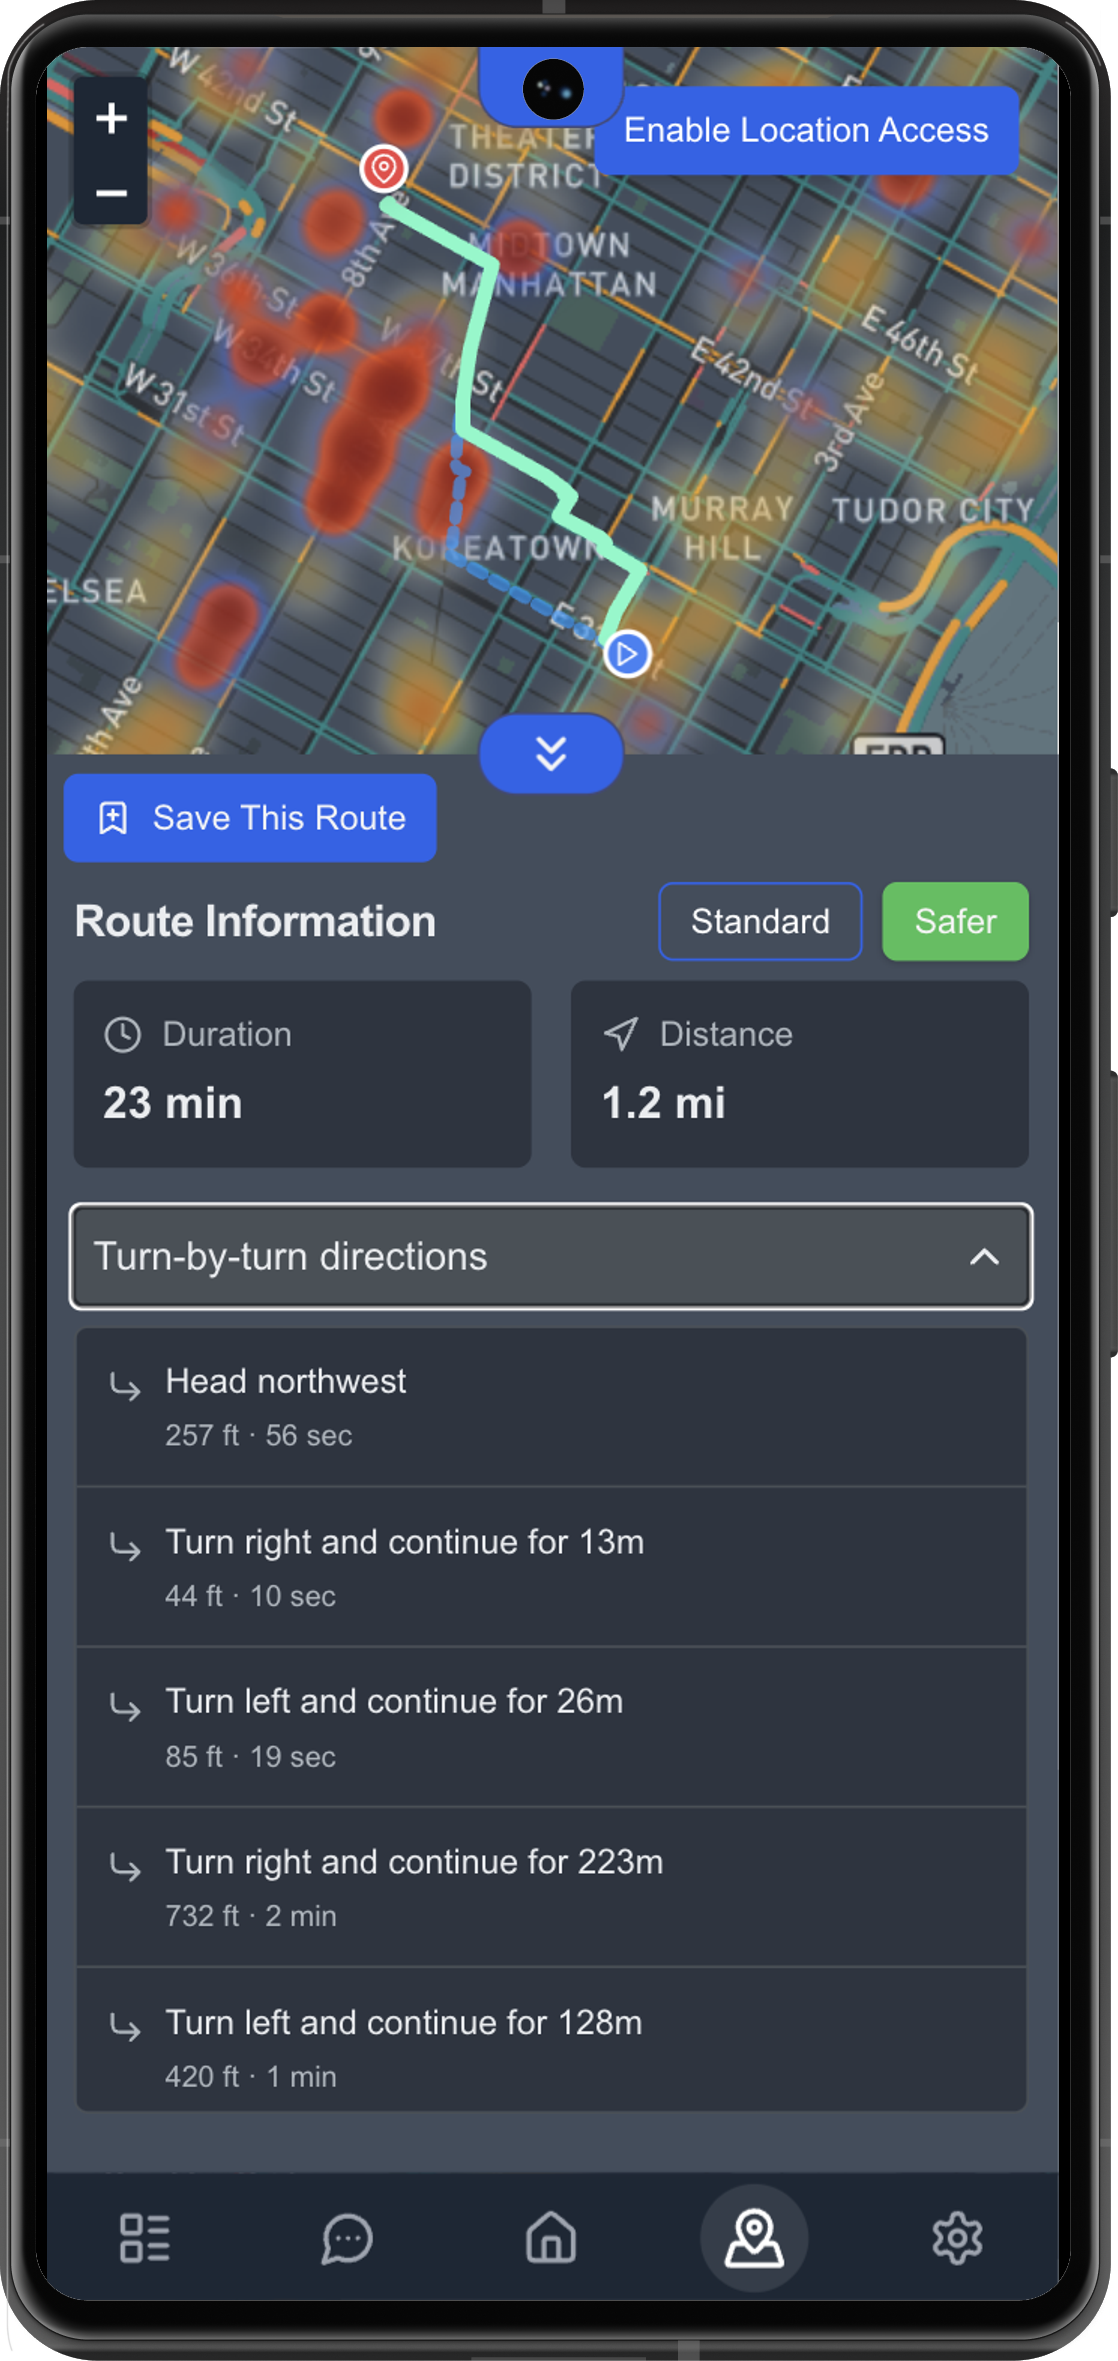 W 42nd St
THEATER
DISTRICT
Enable Location Access
+
−
MIDTOWN
MANHATTAN
8th Ave
W 36th St
W 34th St
W 31st St
E 42nd St
E 46th St
3rd Ave
MURRAY
HILL
TUDOR CITY
KOREATOWN
ELSEA
th Ave
Save This Route
Route Information
Standard
Safer
Duration
23 min
Distance
1.2 mi
Turn-by-turn directions
Head northwest
257 ft · 56 sec
Turn right and continue for 13m
44 ft · 10 sec
Turn left and continue for 26m
85 ft · 19 sec
Turn right and continue for 223m
732 ft · 2 min
Turn left and continue for 128m
420 ft · 1 min